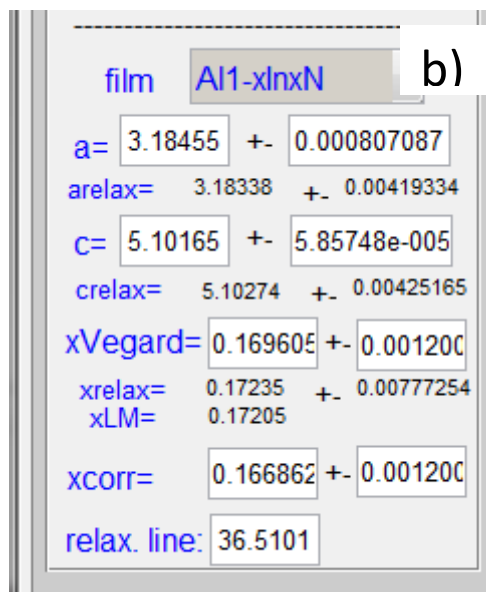 b)
film Al1-xInxN
a= 3.18455 +- 0.000807087
arelax= 3.18338 +- 0.00419334
c= 5.10165 +- 5.85748e-005
crelax= 5.10274 +- 0.00425165
xVegard= 0.169605 +- 0.001200
xrelax= 0.17235 +- 0.00777254
xLM= 0.17205
xcorr= 0.166862 +- 0.001200
relax. line: 36.5101